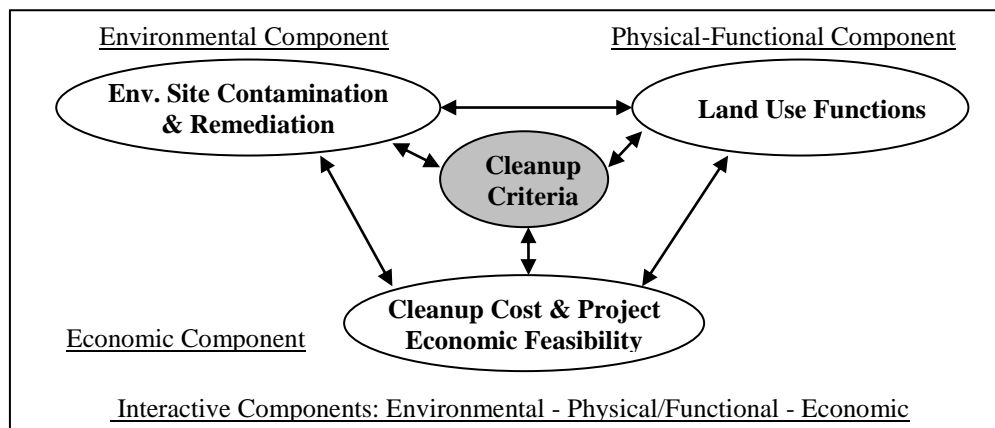 Environmental Component
Physical-Functional Component
Env. Site Contamination
& Remediation
Land Use Functions
Cleanup
Criteria
Cleanup Cost & Project
Economic Feasibility
Economic Component
Interactive Components: Environmental - Physical/Functional - Economic